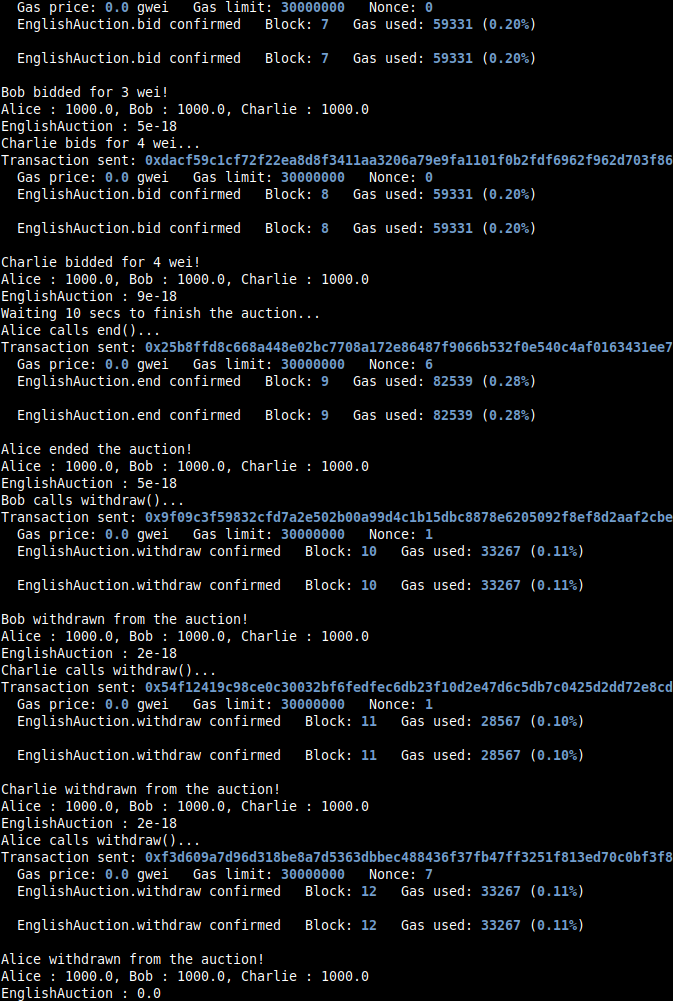 Gas price: 0.0 gwei   Gas limit: 30000000   Nonce: 0
EnglishAuction.bid confirmed   Block: 7   Gas used: 59331 (0.20%)
EnglishAuction.bid confirmed   Block: 7   Gas used: 59331 (0.20%)
Bob bidded for 3 wei!
Alice : 1000.0, Bob : 1000.0, Charlie : 1000.0
EnglishAuction : 5e-18
Charlie bids for 4 wei...
Transaction sent: 0xdacf59c1cf72f22ea8d8f3411aa3206a79e9fa1101f0b2fdf6962f962d703f86
Gas price: 0.0 gwei   Gas limit: 30000000   Nonce: 0
EnglishAuction.bid confirmed   Block: 8   Gas used: 59331 (0.20%)
EnglishAuction.bid confirmed   Block: 8   Gas used: 59331 (0.20%)
Charlie bidded for 4 wei!
Alice : 1000.0, Bob : 1000.0, Charlie : 1000.0
EnglishAuction : 9e-18
Waiting 10 secs to finish the auction...
Alice calls end()...
Transaction sent: 0x25b8ffd8c668a448e02bc7708a172e86487f9066b532f0e540c4af0163431ee7
Gas price: 0.0 gwei   Gas limit: 30000000   Nonce: 6
EnglishAuction.end confirmed   Block: 9   Gas used: 82539 (0.28%)
EnglishAuction.end confirmed   Block: 9   Gas used: 82539 (0.28%)
Alice ended the auction!
Alice : 1000.0, Bob : 1000.0, Charlie : 1000.0
EnglishAuction : 5e-18
Bob calls withdraw()...
Transaction sent: 0x9f09c3f59832cfd7a2e502b00a99d4c1b15dbc8878e6205092f8ef8d2aaf2cbe
Gas price: 0.0 gwei   Gas limit: 30000000   Nonce: 1
EnglishAuction.withdraw confirmed   Block: 10   Gas used: 33267 (0.11%)
EnglishAuction.withdraw confirmed   Block: 10   Gas used: 33267 (0.11%)
Bob withdrawn from the auction!
Alice : 1000.0, Bob : 1000.0, Charlie : 1000.0
EnglishAuction : 2e-18
Charlie calls withdraw()...
Transaction sent: 0x54f12419c98ce0c30032bf6fedfec6db23f10d2e47d6c5db7c0425d2dd72e8cd
Gas price: 0.0 gwei   Gas limit: 30000000   Nonce: 1
EnglishAuction.withdraw confirmed   Block: 11   Gas used: 28567 (0.10%)
EnglishAuction.withdraw confirmed   Block: 11   Gas used: 28567 (0.10%)
Charlie withdrawn from the auction!
Alice : 1000.0, Bob : 1000.0, Charlie : 1000.0
EnglishAuction : 2e-18
Alice calls withdraw()...
Transaction sent: 0xf3d609a7d96d318be8a7d5363dbbec488436f37fb47ff3251f813ed70c0bf3f8
Gas price: 0.0 gwei   Gas limit: 30000000   Nonce: 7
EnglishAuction.withdraw confirmed   Block: 12   Gas used: 33267 (0.11%)
EnglishAuction.withdraw confirmed   Block: 12   Gas used: 33267 (0.11%)
Alice withdrawn from the auction!
Alice : 1000.0, Bob : 1000.0, Charlie : 1000.0
EnglishAuction : 0.0